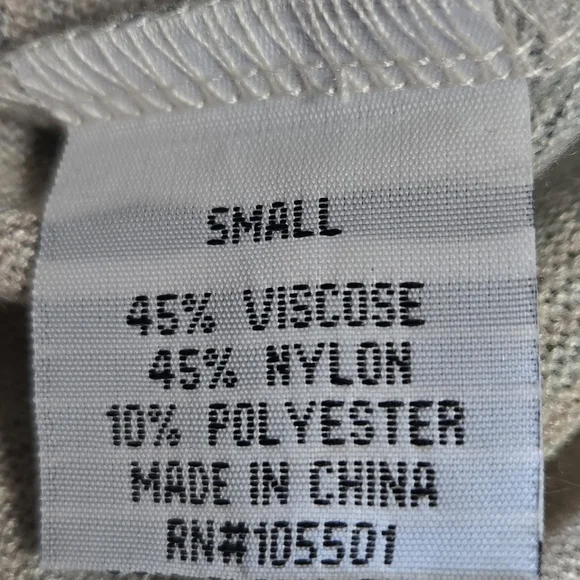 SMALL
45% VISCOSE
45% NYLON
10% POLYESTER
MADE IN CHINA
RN#105501